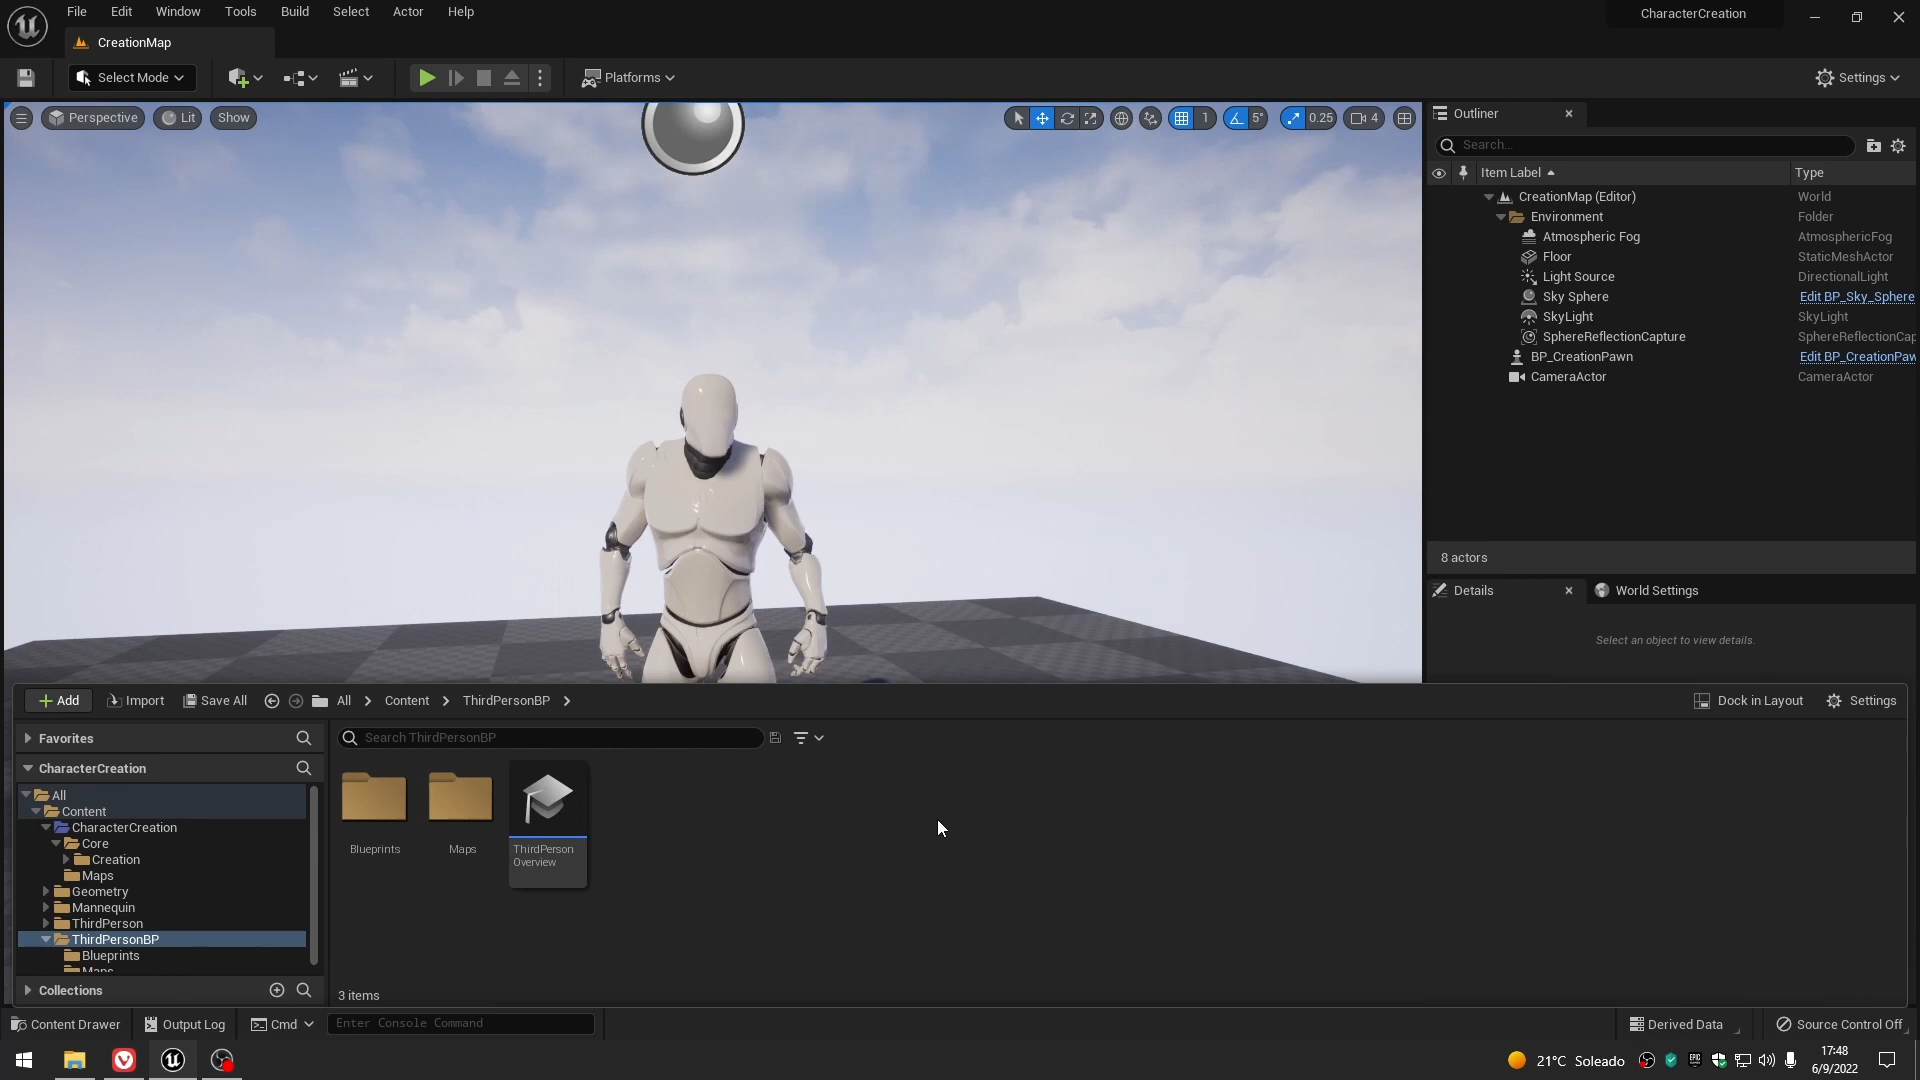 File Edit Window Tools Build Select Actor Help
CharacterCreation
CreationMap
Select Mode
Platforms
Settings
Perspective Lit Show
1 5° 0.25 4
Outliner
Search...
Item Label Type
CreationMap (Editor) World
Environment Folder
Atmospheric Fog AtmosphericFog
Floor StaticMeshActor
Light Source DirectionalLight
Sky Sphere Edit BP_Sky_Sphere
SkyLight SkyLight
SphereReflectionCapture SphereReflectionCap
BP_CreationPawn Edit BP_CreationPaw
CameraActor CameraActor
8 actors
Details World Settings
Select an object to view details.
Add Import Save All All Content ThirdPersonBP
Dock in Layout Settings
Favorites
Search ThirdPersonBP
CharacterCreation
All
Content
CharacterCreation
Core
Creation
Maps
Geometry
Mannequin
ThirdPerson
ThirdPersonBP
Blueprints
Maps
Collections
Blueprints
Maps
ThirdPerson
Overview
3 items
Content Drawer Output Log Cmd Enter Console Command
Derived Data Source Control Off
21°C Soleado
17:48
6/9/2022